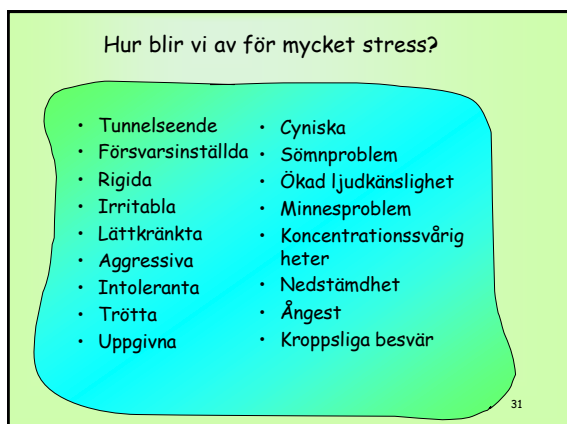 Hur blir vi av för mycket stress?
• Tunnelseende
• Försvarsinställda
• Rigida
• Irritabla
• Lättkränkta
• Aggressiva
• Intoleranta
• Trötta
• Uppgivna
• Cyniska
• Sömnproblem
• Ökad ljudkänslighet
• Minnesproblem
• Koncentrationssvårig
heter
• Nedstämdhet
• Ångest
• Kroppsliga besvär
31